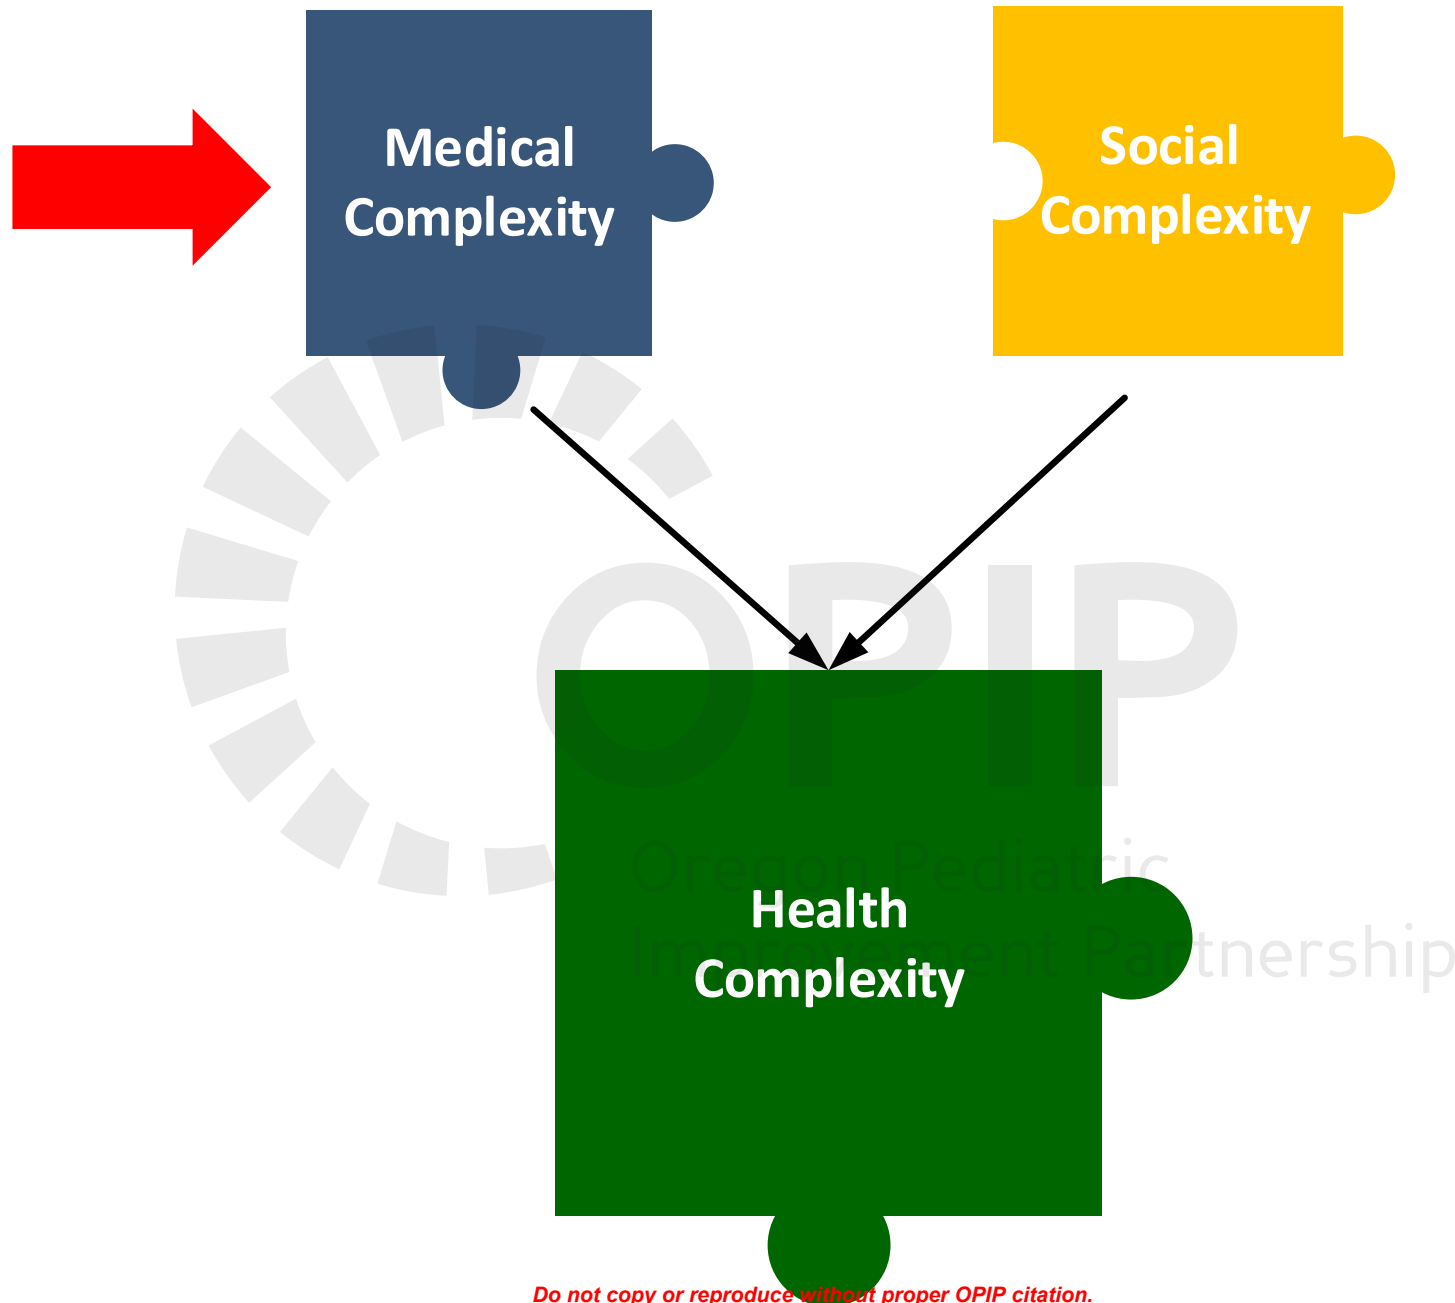 Medical
Complexity
Social
Complexity
OPIP
Oregon Pediatric
Improvement Partnership
Health
Complexity
Do not copy or reproduce without proper OPIP citation.